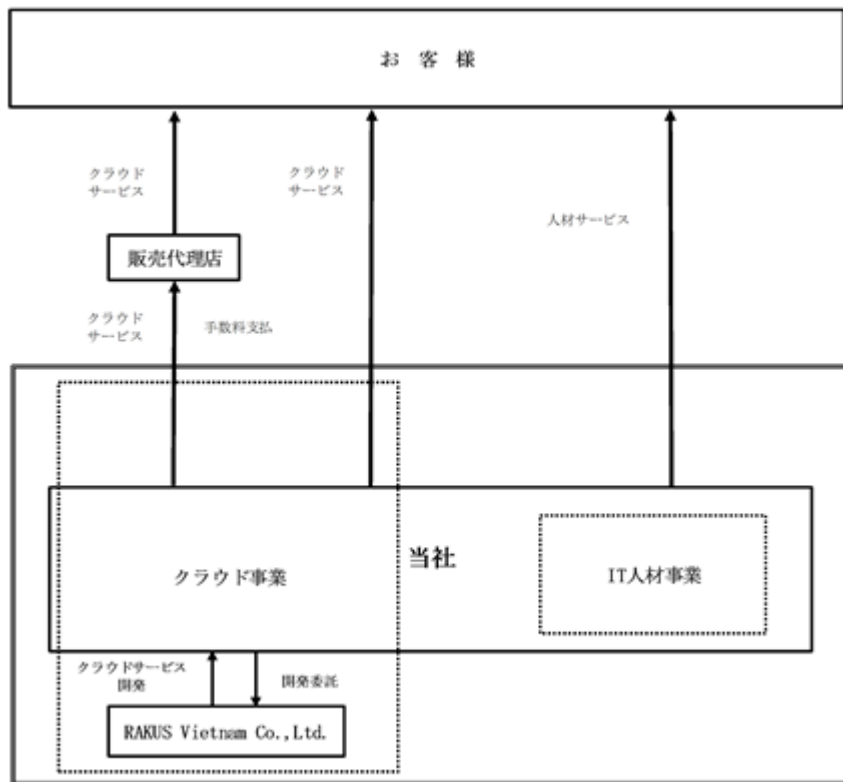 お 客 様
クラウド
サービス
クラウド
サービス
人材サービス
販売代理店
クラウド
サービス
手数料支払
当社
クラウド事業
IT人材事業
クラウドサービス
開発
開発委託
RAKUS Vietnam Co.,Ltd.